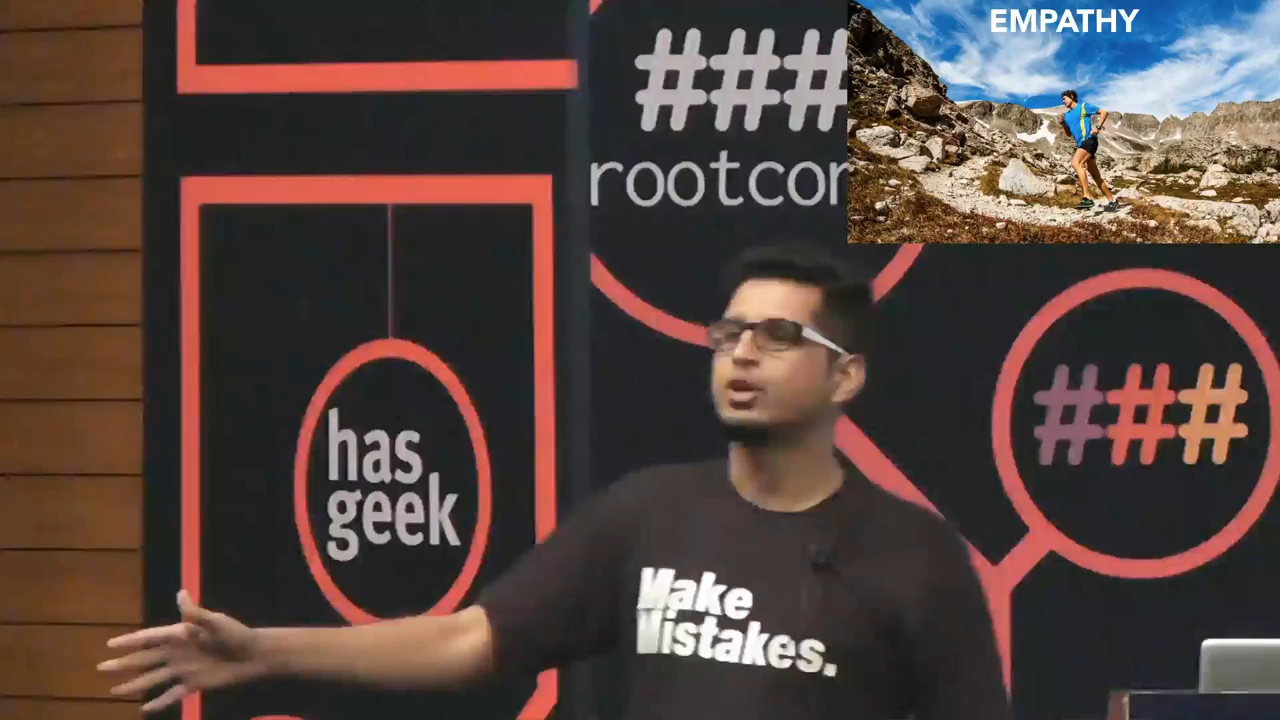 EMPATHY
###
rootcon
###
has
geek
Make
Mistakes.